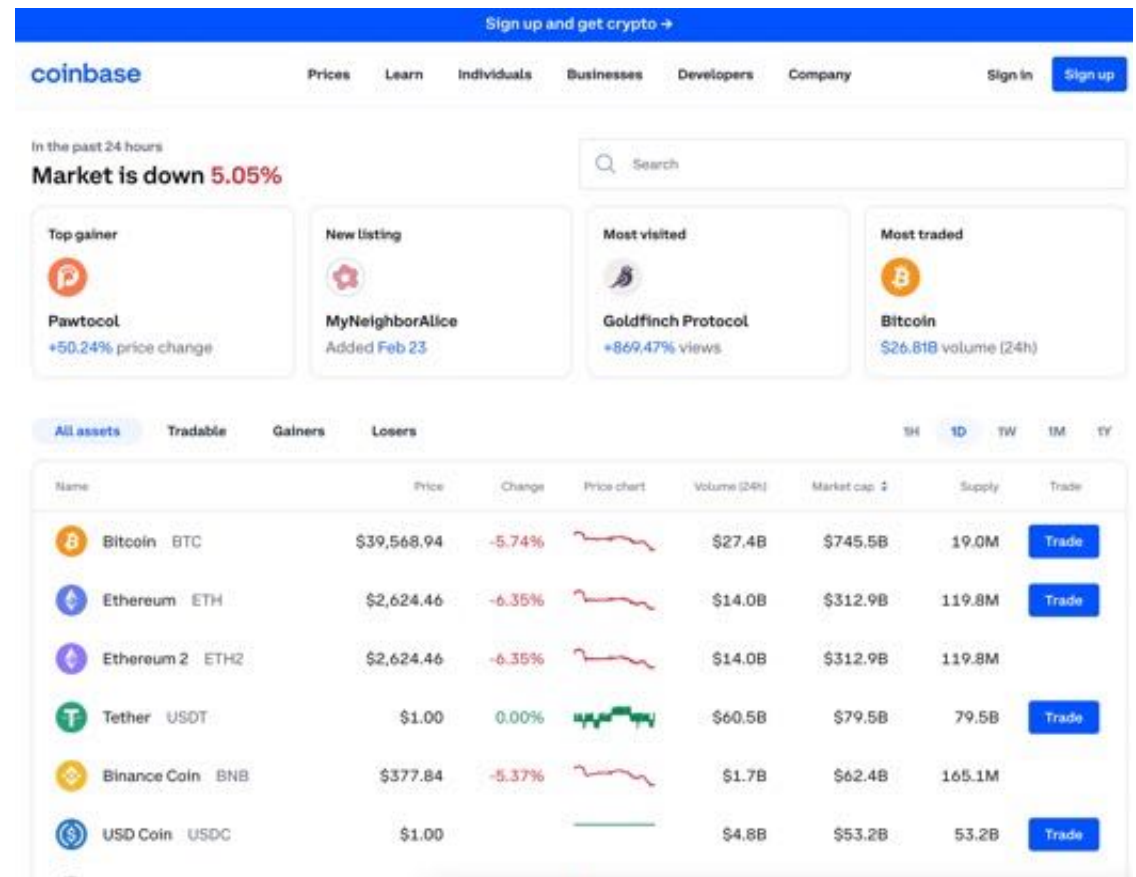 Sign up and get crypto →
coinbase Prices Learn Individuals Businesses Developers Company Sign in Sign up
In the past 24 hours
Market is down 5.05%
Search
Top gainer
Pawtocol
+50.24% price change
New listing
MyNeighborAlice
Added Feb 23
Most visited
Goldfinch Protocol
+869.47% views
Most traded
Bitcoin
$26.81B volume (24h)
All assets Tradable Gainers Losers 1H 1D 1W 1M 1Y
Name Price Change Price chart Volume (24h) Market cap Supply Trade
Bitcoin BTC $39,568.94 -5.74% $27.4B $745.5B 19.0M Trade
Ethereum ETH $2,624.46 -6.35% $14.0B $312.9B 119.8M Trade
Ethereum 2 ETH2 $2,624.46 -6.35% $14.0B $312.9B 119.8M
Tether USDT $1.00 0.00% $60.5B $79.5B 79.5B Trade
Binance Coin BNB $377.84 -5.37% $1.7B $62.4B 165.1M
USD Coin USDC $1.00 $4.8B $53.2B 53.2B Trade